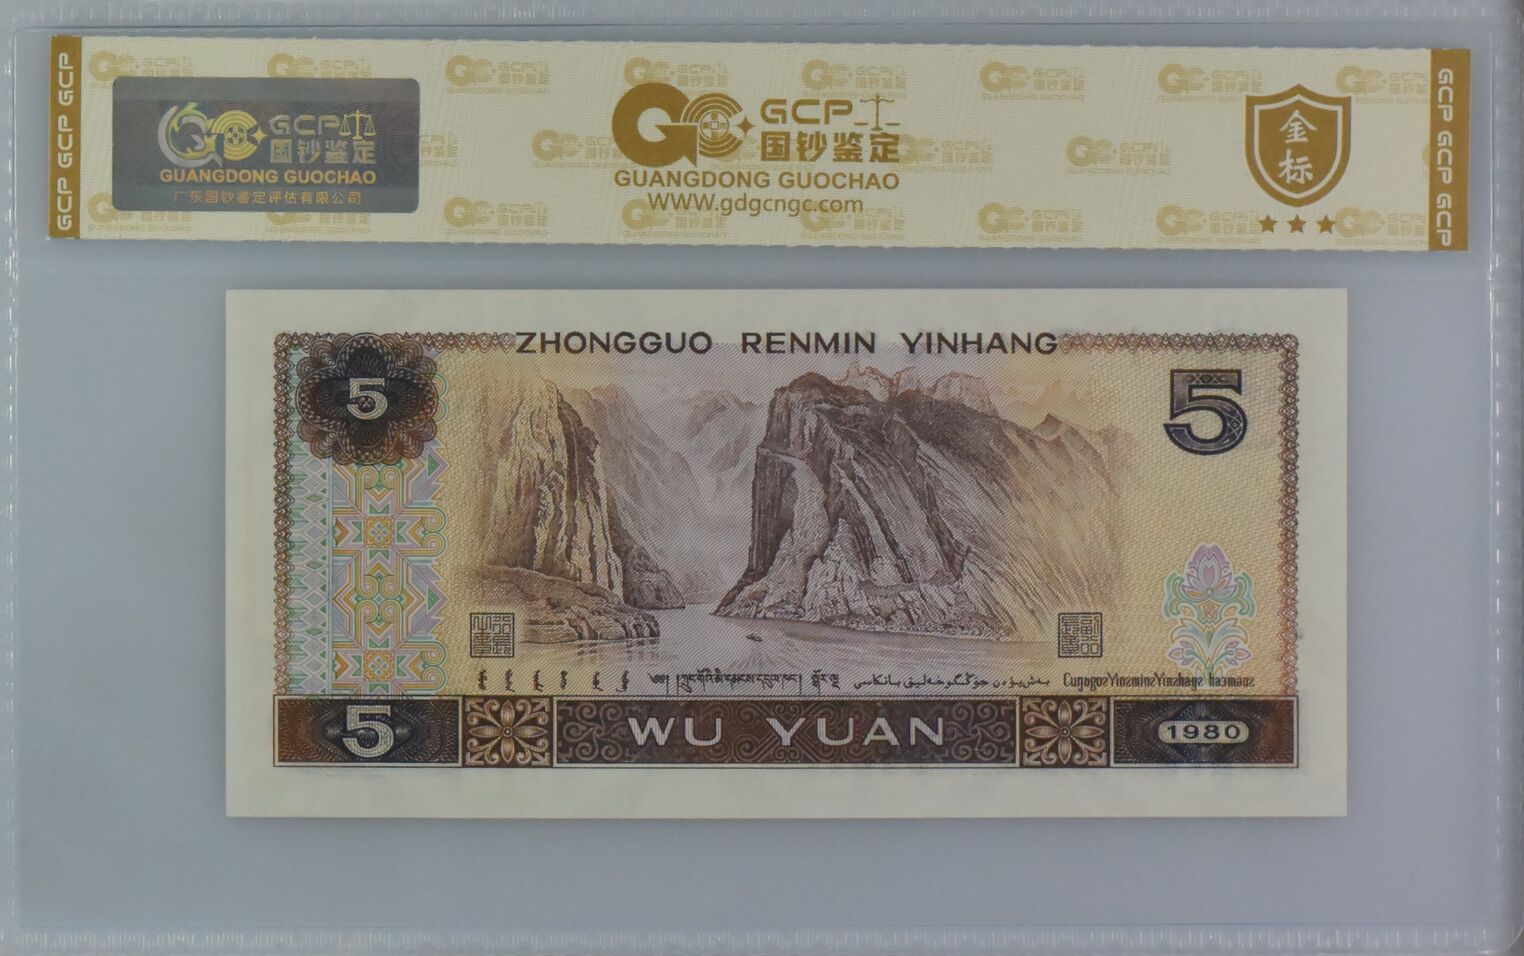 GCP GCP GCP
GCP 国钞鉴定
GUANGDONG GUOCHAO
广东国钞鉴定评估有限公司
GCP
国钞鉴定
GUANGDONG GUOCHAO
WWW.gdgcngc.com
金标
GCP GCP GCP
ZHONGGUO RENMIN YINHANG
5
5
5 WU YUAN 1980